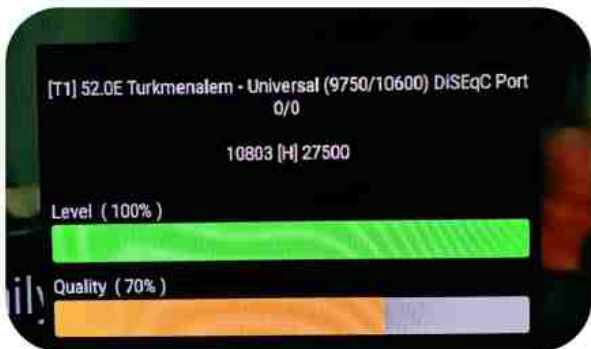 [T1] 52.0E Turkmenalem - Universal (9750/10600) DiSEqC Port
0/0
10803 [H] 27500
Level ( 100% )
Quality ( 70% )